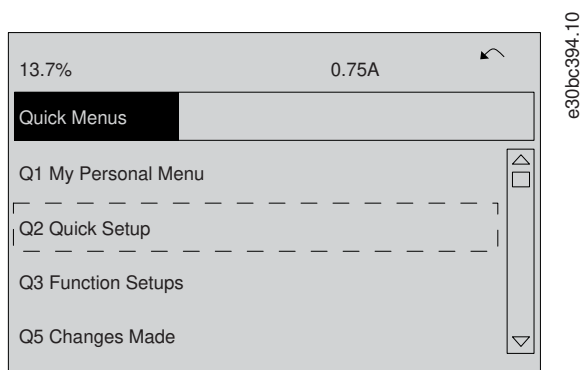 13.7% 0.75A
Quick Menus
Q1 My Personal Menu
Q2 Quick Setup
Q3 Function Setups
Q5 Changes Made
e30bc394.10